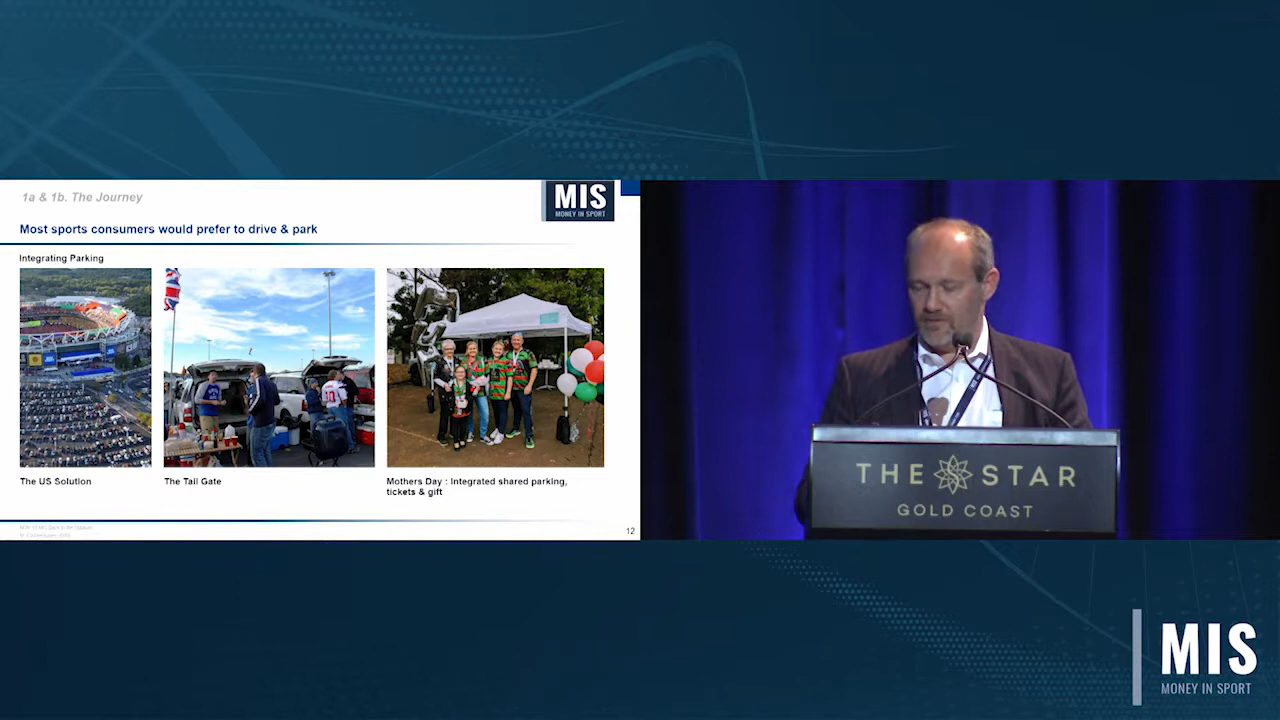 1a & 1b. The Journey
MIS
MONEY IN SPORT
Most sports consumers would prefer to drive & park
Integrating Parking
The US Solution
The Tail Gate
Mothers Day : Integrated shared parking,
tickets & gift
12
THE STAR
GOLD COAST
MIS
MONEY IN SPORT